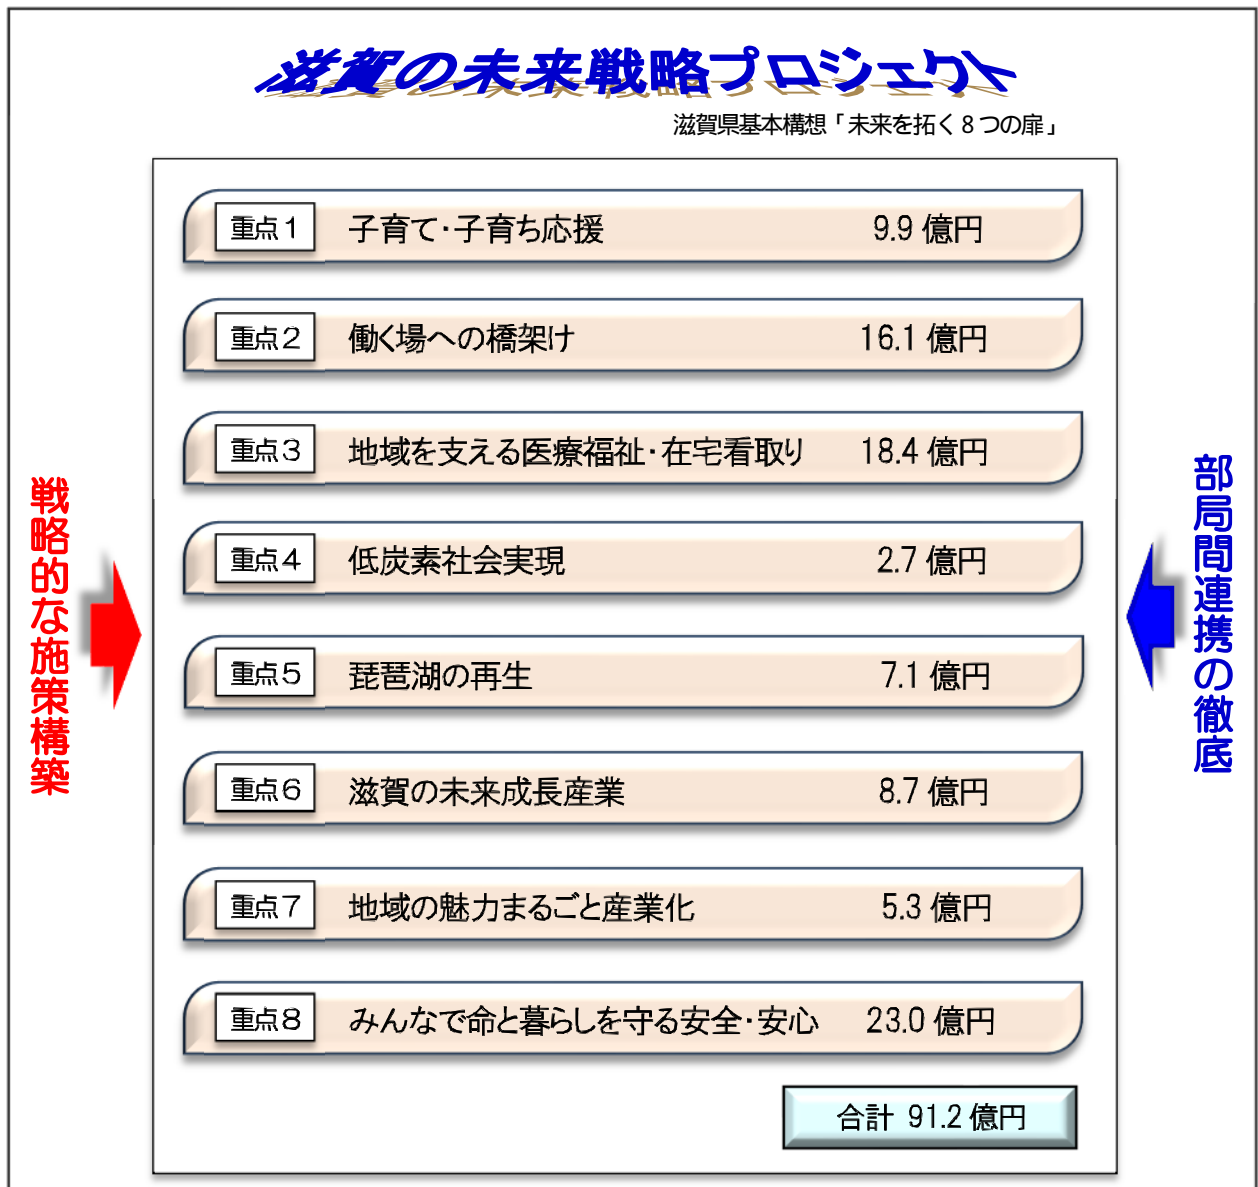 滋賀の未来戦略プロジェクト
滋賀県基本構想「未来を拓く８つの扉」
重点１ 子育て・子育ち応援 9.9 億円
重点２ 働く場への橋架け 16.1 億円
重点３ 地域を支える医療福祉・在宅看取り 18.4 億円
重点４ 低炭素社会実現 2.7 億円
重点５ 琵琶湖の再生 7.1 億円
重点６ 滋賀の未来成長産業 8.7 億円
重点７ 地域の魅力まるごと産業化 5.3 億円
重点８ みんなで命と暮らしを守る安全・安心 23.0 億円
合計 91.2 億円
戦略的な施策構築
部局間連携の徹底